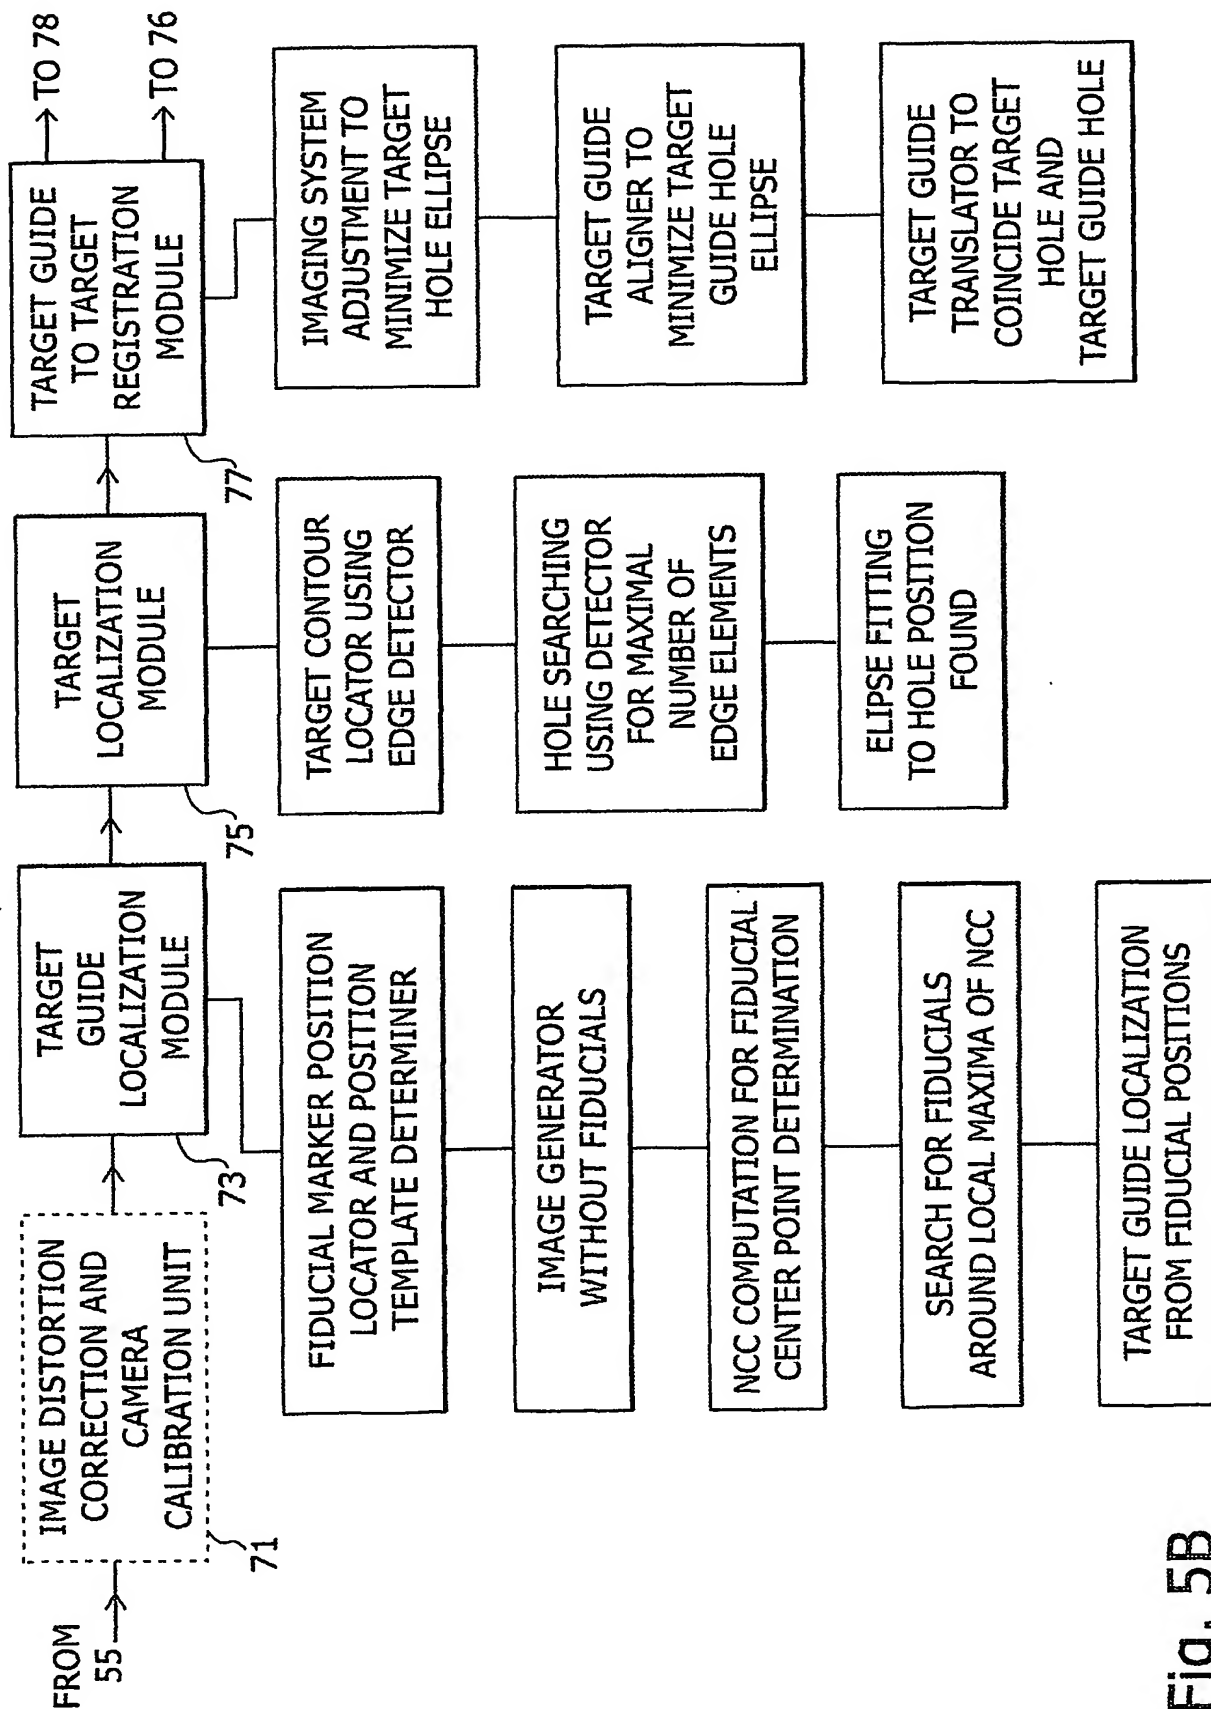 FROM
55
IMAGE DISTORTION
CORRECTION AND
CAMERA
CALIBRATION UNIT
71
TARGET
GUIDE
LOCALIZATION
MODULE
73
TARGET
LOCALIZATION
MODULE
75
TARGET GUIDE
TO TARGET
REGISTRATION
MODULE
77
TO 78
TO 76
FIDUCIAL MARKER POSITION
LOCATOR AND POSITION
TEMPLATE DETERMINER
IMAGE GENERATOR
WITHOUT FIDUCIALS
NCC COMPUTATION FOR FIDUCIAL
CENTER POINT DETERMINATION
SEARCH FOR FIDUCIALS
AROUND LOCAL MAXIMA OF NCC
TARGET GUIDE LOCALIZATION
FROM FIDUCIAL POSITIONS
TARGET CONTOUR
LOCATOR USING
EDGE DETECTOR
HOLE SEARCHING
USING DETECTOR
FOR MAXIMAL
NUMBER OF
EDGE ELEMENTS
ELIPSE FITTING
TO HOLE POSITION
FOUND
IMAGING SYSTEM
ADJUSTMENT TO
MINIMIZE TARGET
HOLE ELLIPSE
TARGET GUIDE
ALIGNER TO
MINIMIZE TARGET
GUIDE HOLE
ELLIPSE
TARGET GUIDE
TRANSLATOR TO
COINCIDE TARGET
HOLE AND
TARGET GUIDE HOLE
Fig. 5B